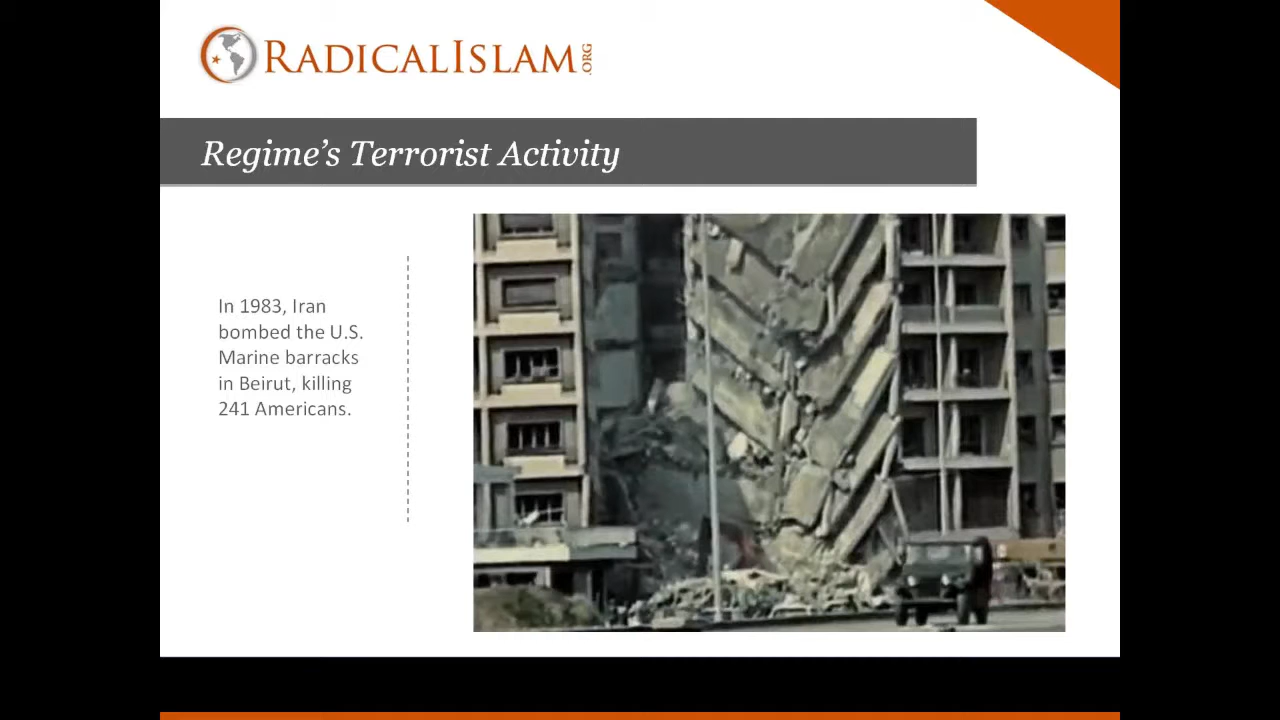 RADICALISLAM.ORG
Regime's Terrorist Activity
In 1983, Iran
bombed the U.S.
Marine barracks
in Beirut, killing
241 Americans.